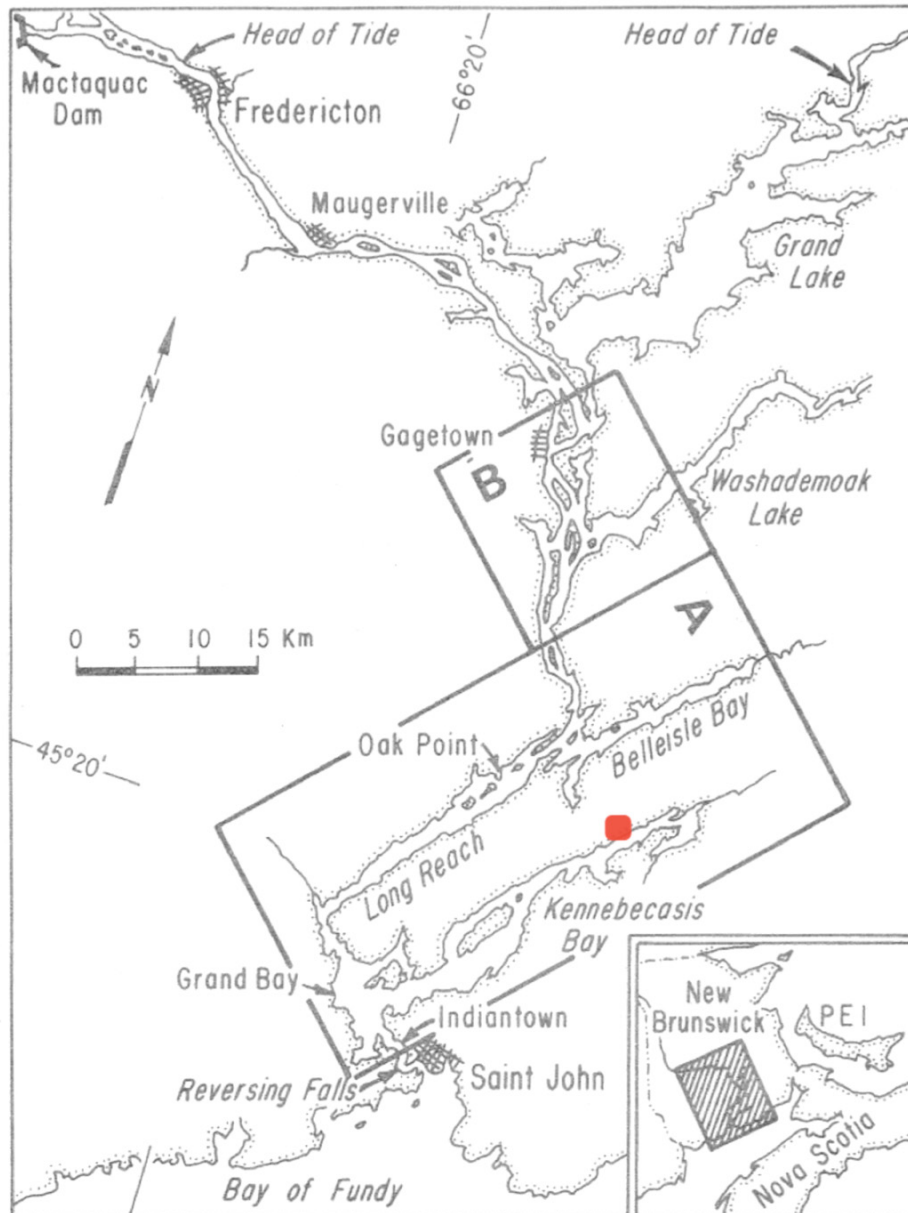 Head of Tide
66°20'
Head of Tide
Mactaquac
Dam
Fredericton
Maugerville
Grand
Lake
N
Gagetown
B
Washademoak
Lake
A
0 5 10 15 Km
45°20'
Oak Point
Belleisle Bay
Long Reach
Kennebecasis
Bay
Grand Bay
Indiantown
Reversing Falls
Saint John
Bay of Fundy
New
Brunswick
PEI
Nova Scotia